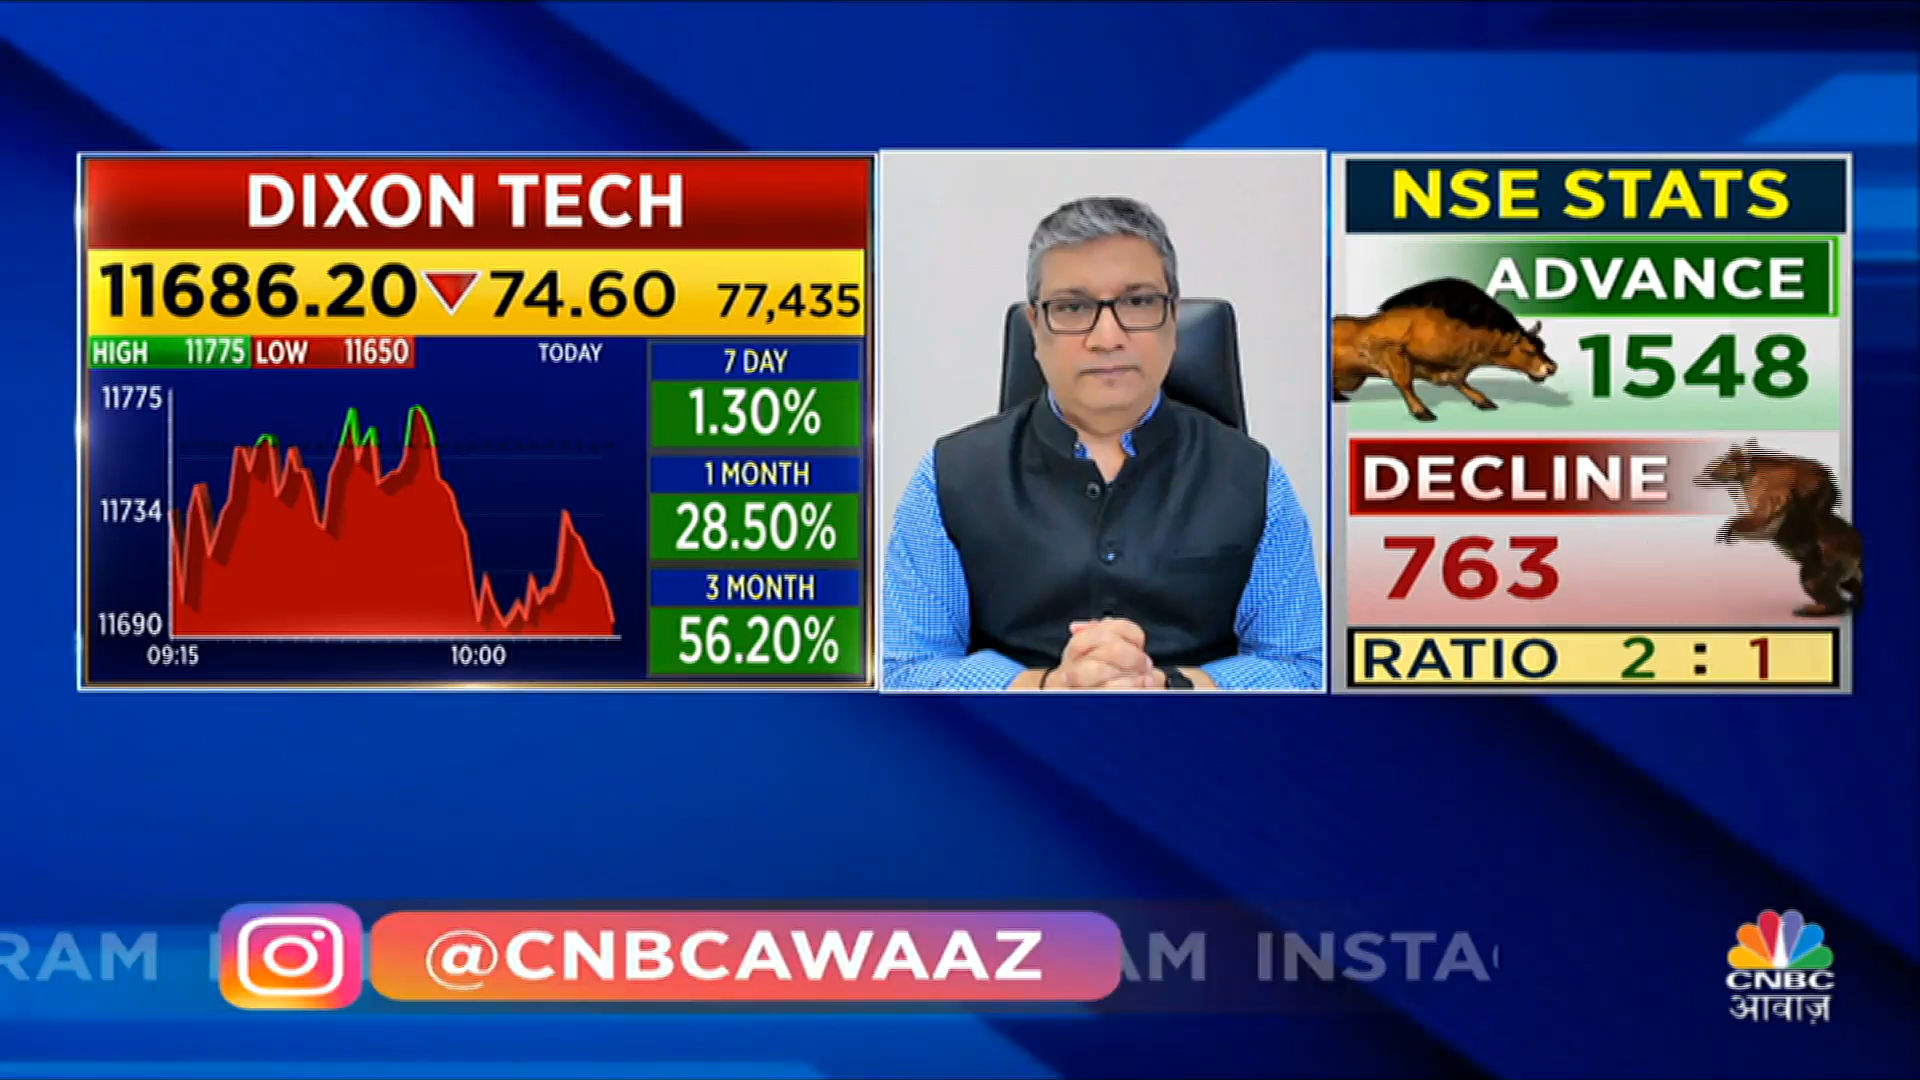 DIXON TECH
11686.20 74.60 77,435
HIGH 11775 LOW 11650 TODAY
11775
11734
11690
09:15 10:00
7 DAY
1.30%
1 MONTH
28.50%
3 MONTH
56.20%
NSE STATS
ADVANCE
1548
DECLINE
763
RATIO 2 : 1
RAM @CNBCAWAAZ AM INSTA
CNBC
आवाज़